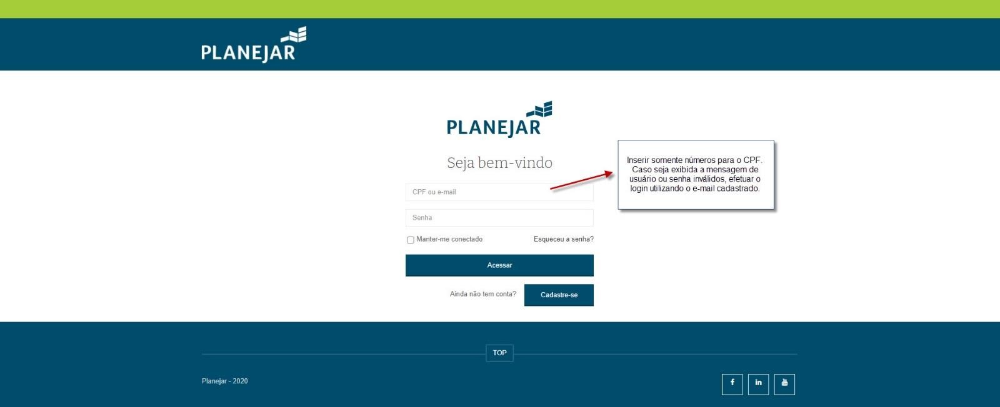 PLANEJAR
PLANEJAR
Seja bem-vindo
CPF ou e-mail
Senha
Manter-me conectado
Esqueceu a senha?
Acessar
Ainda não tem conta?
Cadastre-se
Inserir somente números para o CPF.
Caso seja exibida a mensagem de
usuário ou senha inválidos, efetuar o
login utilizando o e-mail cadastrado.
TOP
Planejar - 2020
f
in
You